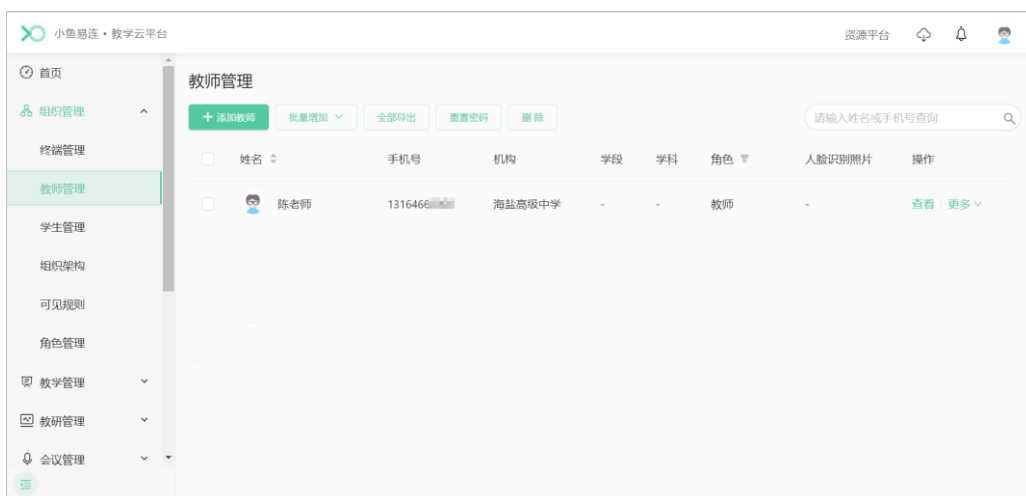 小鱼易连·教学云平台
资源平台
首页
组织管理
终端管理
教师管理
学生管理
组织架构
可见规则
角色管理
教学管理
教研管理
会议管理
教师管理
+ 添加教师 批量增加 全部导出 重置密码 删 除
请输入姓名或手机号查询
姓名 手机号 机构 学段 学科 角色 人脸识别照片 操作
陈老师 1316466 海盐高级中学 - - 教师 - 查看 更多